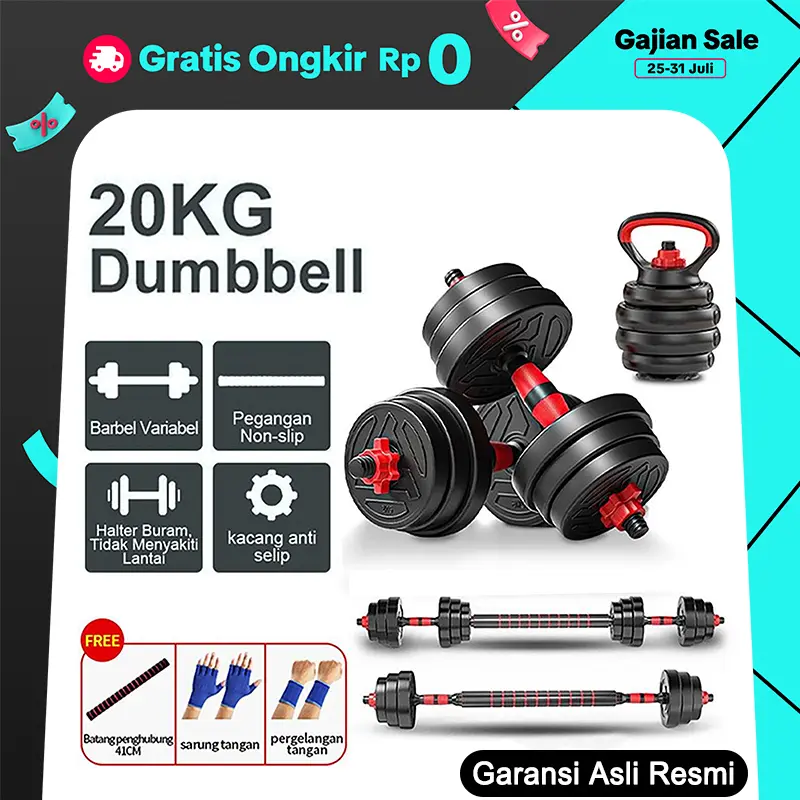 Gratis Ongkir Rp 0
Gajian Sale
25-31 Juli
20KG
Dumbbell
Barbel Variabel
Pegangan
Non-slip
Halter Buram,
Tidak Menyakiti
Lantai
kacang anti
selip
FREE
Batang penghubung
41CM
sarung tangan
pergelangan
tangan
Garansi Asli Resmi